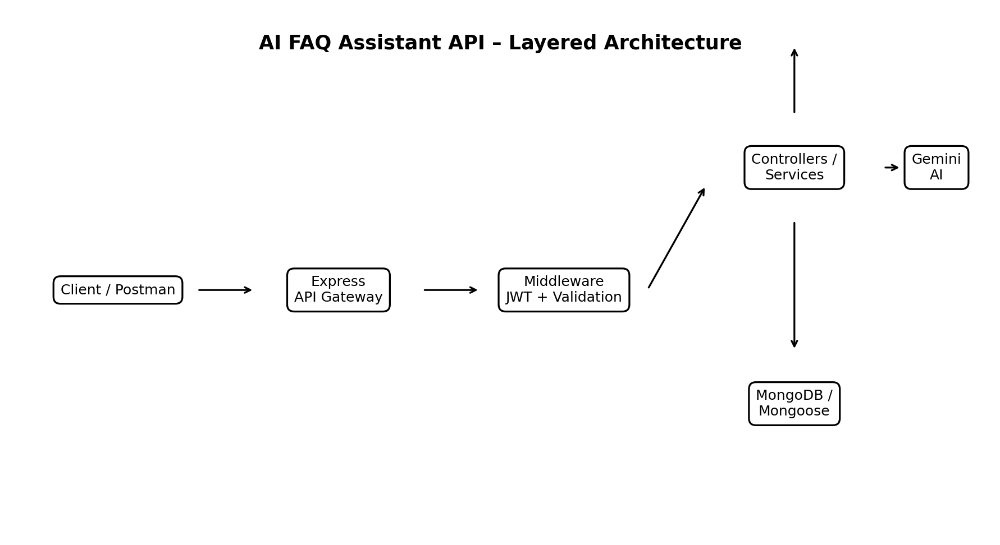 AI FAQ Assistant API – Layered Architecture
Client / Postman
Express
API Gateway
Middleware
JWT + Validation
Controllers /
Services
Gemini
AI
MongoDB /
Mongoose